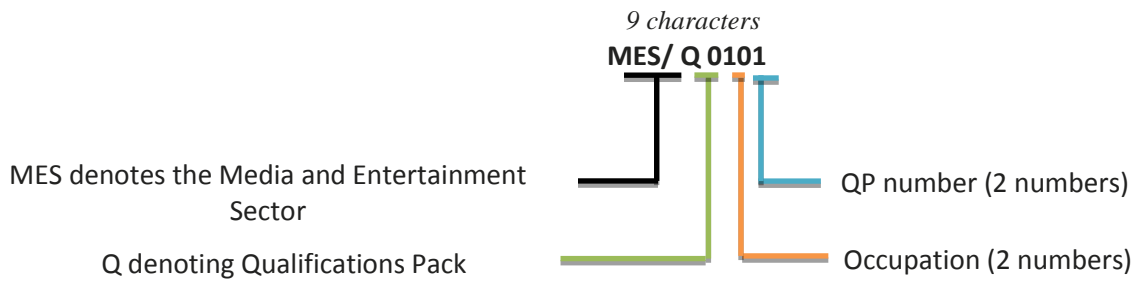 9 characters
MES/ Q 0101
MES denotes the Media and Entertainment
Sector
QP number (2 numbers)
Q denoting Qualifications Pack
Occupation (2 numbers)